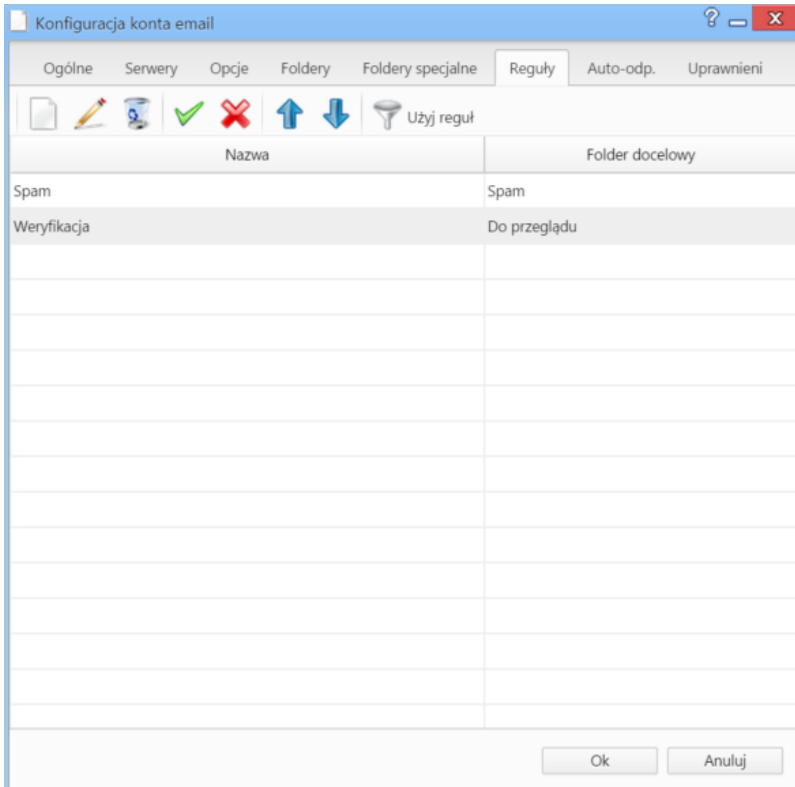 Konfiguracja konta email
Ogólne Serwery Opcje Foldery Foldery specjalne Reguły Auto-odp. Uprawnieni
Użyj reguł
Nazwa Folder docelowy
Spam Spam
Weryfikacja Do przeglądu
Ok Anuluj